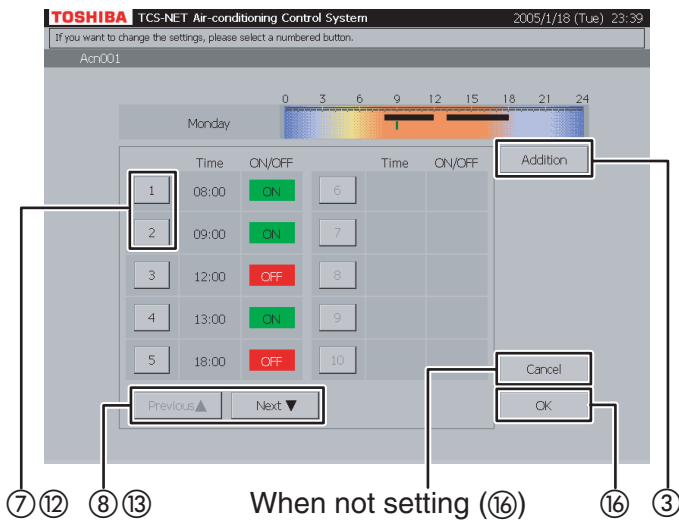 TOSHIBA TCS-NET Air-conditioning Control System 2005/1/18 (Tue) 23:39
If you want to change the settings, please select a numbered button.
Acn001
0 3 6 9 12 15 18 21 24
Monday
Time ON/OFF Time ON/OFF Addition
1 08:00 ON 6
2 09:00 ON 7
3 12:00 OFF 8
4 13:00 ON 9
5 18:00 OFF 10
Cancel
Previous▲ Next▼ OK
⑦⑫ ⑧⑬ When not setting (⑯) ⑯ ③